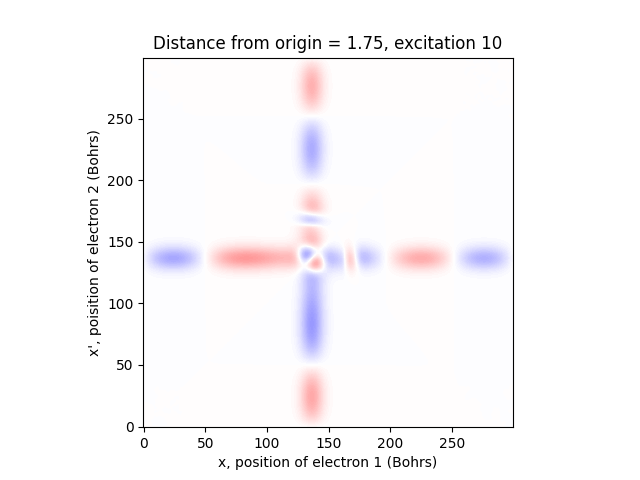 Distance from origin = 1.75, excitation 10
x', poisition of electron 2 (Bohrs)
250
200
150
100
50
0
0 50 100 150 200 250
x, position of electron 1 (Bohrs)